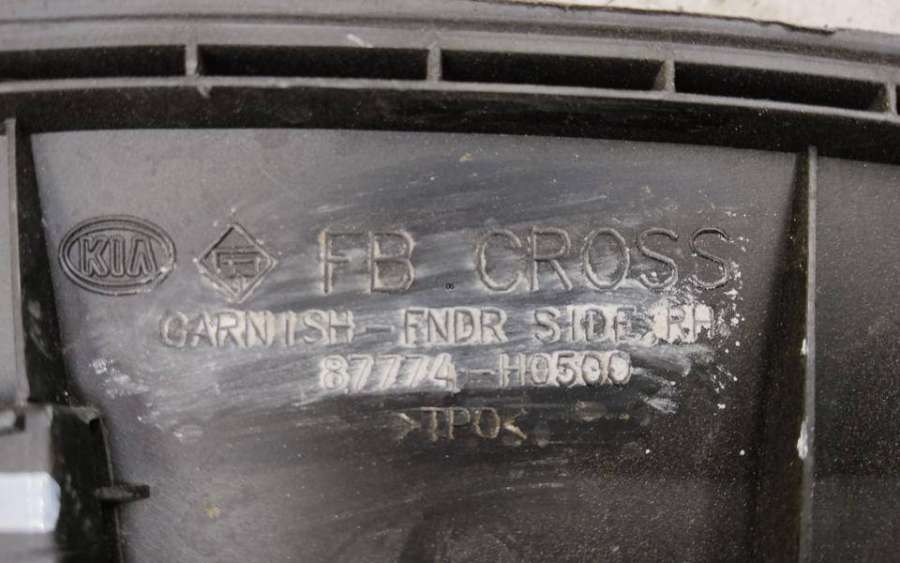 KIA FB CROSS
GARNISH-FNDR SIDE,RH
87774-H0500
>TPO<